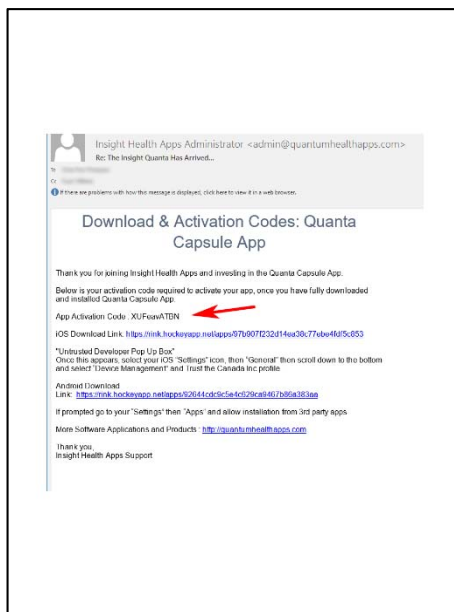 Insight Health Apps Administrator <admin@quantumhealthapps.com>
Re: The Insight Quanta Has Arrived...
To
Cc
If there are problems with how this message is displayed, click here to view it in a web browser.
Download & Activation Codes: Quanta
Capsule App
Thank you for joining Insight Health Apps and investing in the Quanta Capsule App.
Below is your activation code required to activate your app, once you have fully downloaded
and installed Quanta Capsule App:
App Activation Code : XUFeavATBN
iOS Download Link: https://rink.hockeyapp.net/apps/97b907f232d14ea38c77ebe4fdf5c853
"Untrusted Developer Pop Up Box"
Once this appears, select your iOS "Settings" icon, then "General" then scroll down to the bottom
and select "Device Management" and Trust the Canada Inc profile
Android Download
Link: https://rink.hockeyapp.net/apps/92644cdc9c5e4c629ca9467b86a383aa
If prompted go to your "Settings" then "Apps" and allow installation from 3rd party apps
More Software Applications and Products : http://quantumhealthapps.com
Thank you,
Insight Health Apps Support